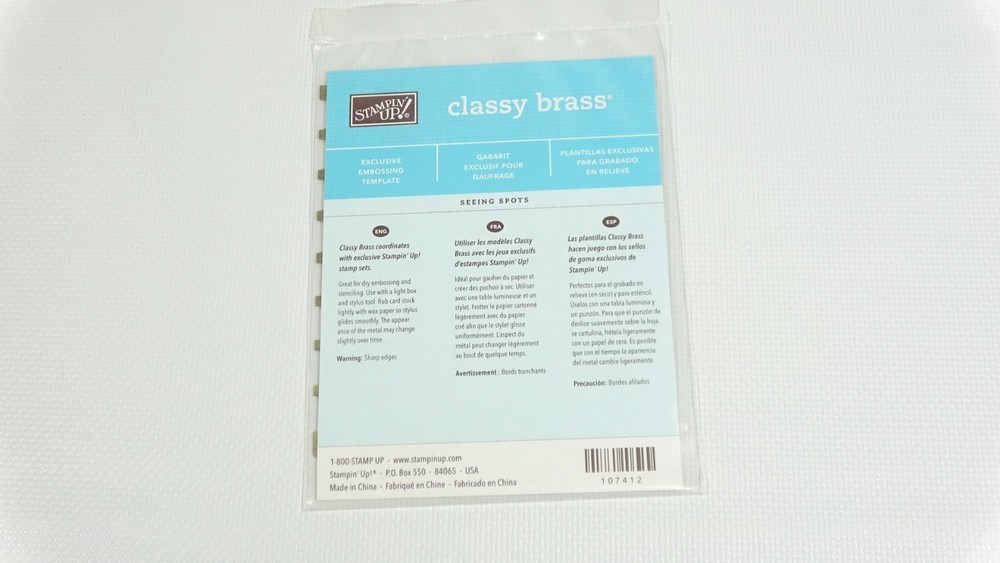 STAMPIN' UP!®
classy brass®
EXCLUSIVE
EMBOSSING
TEMPLATE
GABARIT
EXCLUSIF POUR
GAUFRAGE
PLANTILLAS EXCLUSIVAS
PARA GRABADO
EN RELIEVE
SEEING SPOTS
ENG
Classy Brass coordinates
with exclusive Stampin' Up!
stamp sets.
Great for dry embossing and
stenciling. Use with a light box
and stylus tool. Rub card stock
lightly with wax paper so stylus
glides smoothly. The appear-
ance of the metal may change
slightly over time.
Warning: Sharp edges
FRA
Utiliser les modèles Classy
Brass avec les jeux exclusifs
d'estampes Stampin' Up!
Idéal pour gaufrer du papier et
créer des pochoir à sec. Utiliser
avec une table lumineuse et un
stylet. Frotter le papier cartonné
légèrement avec du papier
ciré afin que le stylet glisse
uniformément. L'aspect du
métal peut changer légèrement
au bout de quelque temps.
Avertissement : Bords tranchants
ESP
Las plantillas Classy Brass
hacen juego con los sellos
de goma exclusivos de
Stampin' Up!
Perfectos para el grabado en
relieve (en seco) y para esténcil.
Úselos con una tabla luminosa y
un punzón. Para que el punzón de
deslice suavemente sobre la hoja
se cartulina, frótela ligeramente
con un papel de cera. Es posible
que con el tiempo la apariencia
del metal cambie ligeramente.
Precaución: Bordes afilados
1-800-STAMP UP · www.stampinup.com
Stampin' Up!® · P.O. Box 550 · 84065 · USA
Made in China · Fabriqué en Chine · Fabricado en China
107412